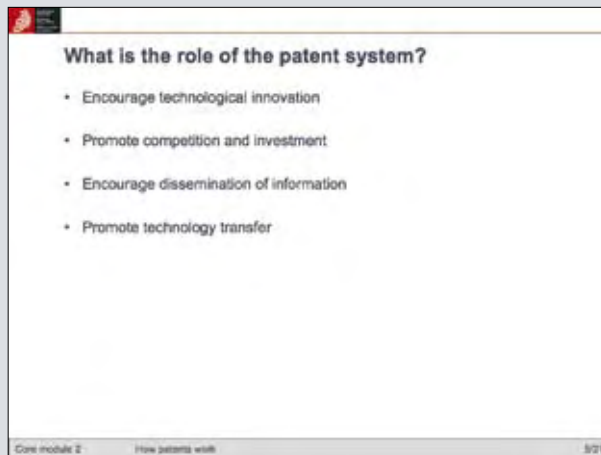 What is the role of the patent system?
• Encourage technological innovation
• Promote competition and investment
• Encourage dissemination of information
• Promote technology transfer
Core module 2 How patents work